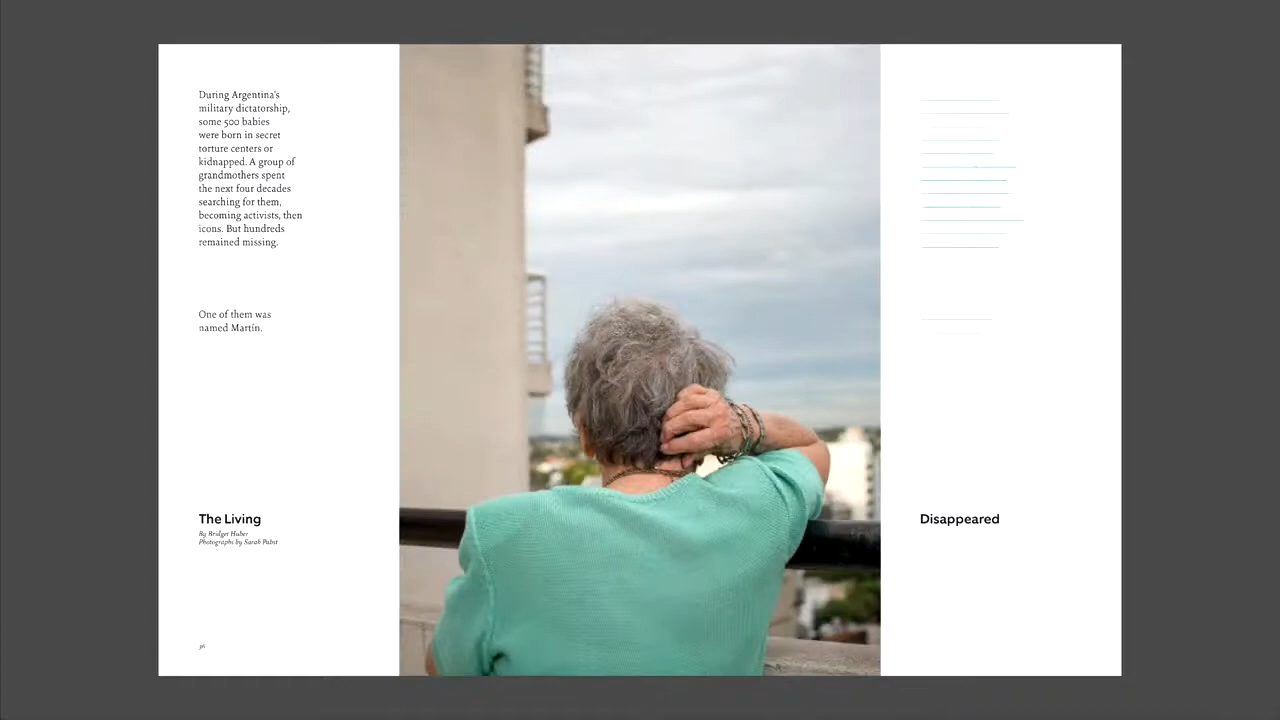 During Argentina's
military dictatorship,
some 500 babies
were born in secret
torture centers or
kidnapped. A group of
grandmothers spent
the next four decades
searching for them,
becoming activists, then
icons. But hundreds
remained missing.
One of them was
named Martín.
The Living
By Bridget Huber
Photographs by Sarah Pabst
36
Disappeared